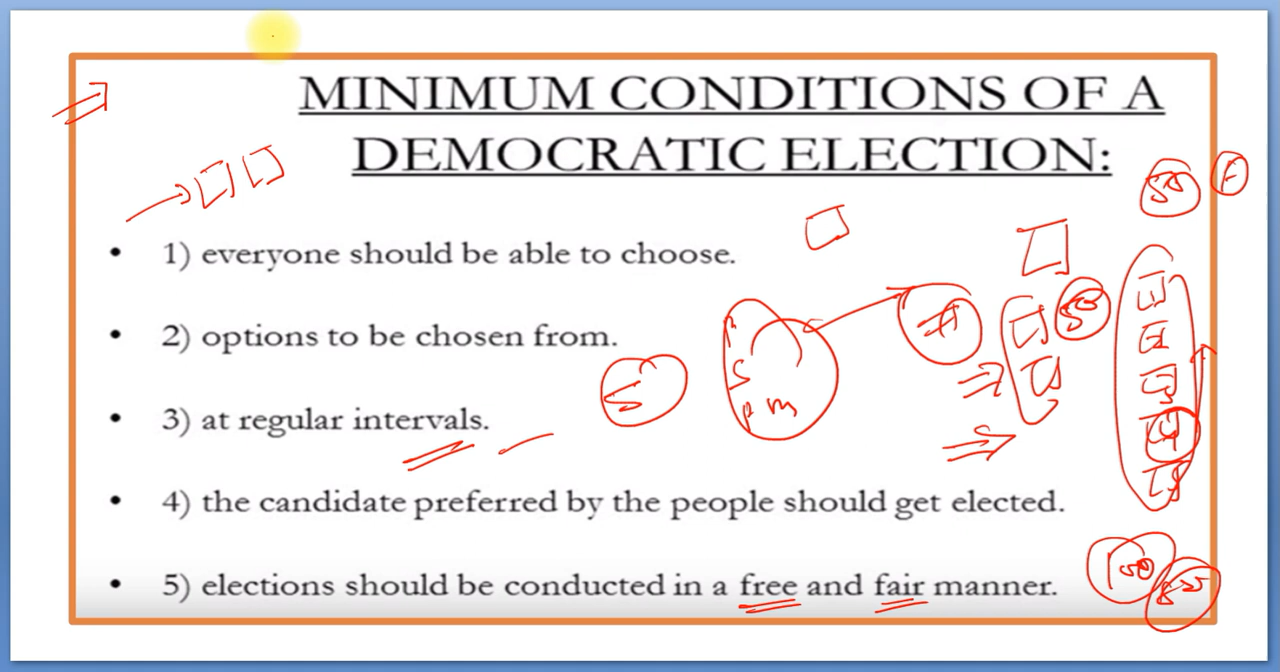 MINIMUM CONDITIONS OF A
DEMOCRATIC ELECTION:
• 1) everyone should be able to choose.
• 2) options to be chosen from.
• 3) at regular intervals.
• 4) the candidate preferred by the people should get elected.
• 5) elections should be conducted in a free and fair manner.